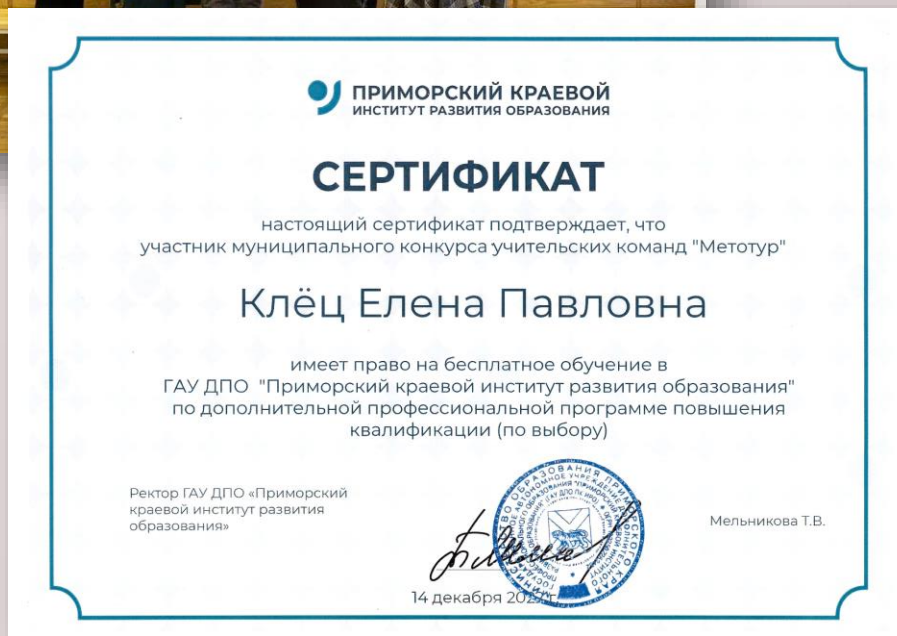 ПРИМОРСКИЙ КРАЕВОЙ
ИНСТИТУТ РАЗВИТИЯ ОБРАЗОВАНИЯ
СЕРТИФИКАТ
настоящий сертификат подтверждает, что
участник муниципального конкурса учительских команд "Метотур"
Клёц Елена Павловна
имеет право на бесплатное обучение в
ГАУ ДПО "Приморский краевой институт развития образования"
по дополнительной профессиональной программе повышения
квалификации (по выбору)
Ректор ГАУ ДПО «Приморский
краевой институт развития
образования»
Мельникова Т.В.
14 декабря